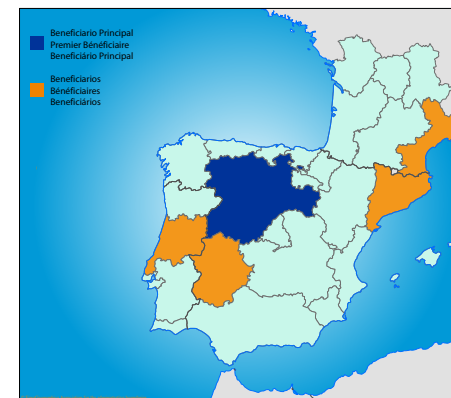 Beneficiario Principal
Premier Bénéficiaire
Beneficiário Principal
Beneficiarios
Bénéficiaires
Beneficiários